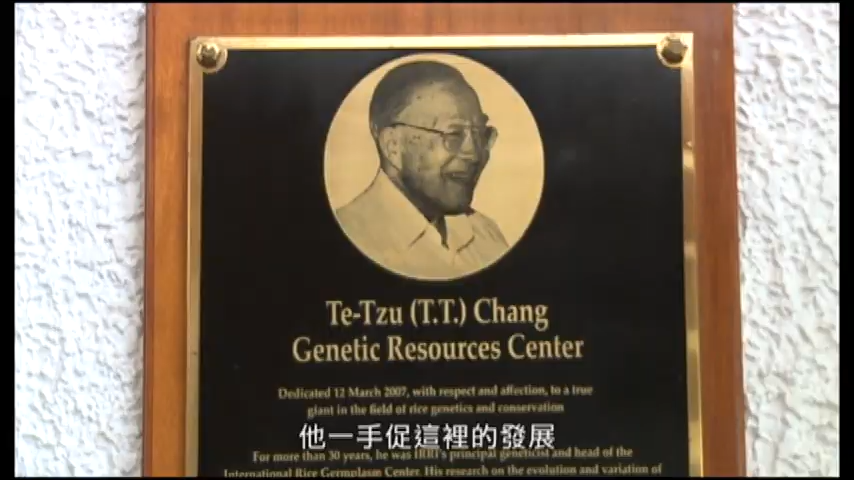 Te-Tzu (T.T.) Chang
Genetic Resources Center
Dedicated 12 March 2007, with respect and affection, to a true
giant in the field of rice genetics and conservation
他一手促這裡的發展
For more than 30 years, he was IRRI's principal geneticist and head of the
International Rice Germplasm Center. His research on the evolution and variation of